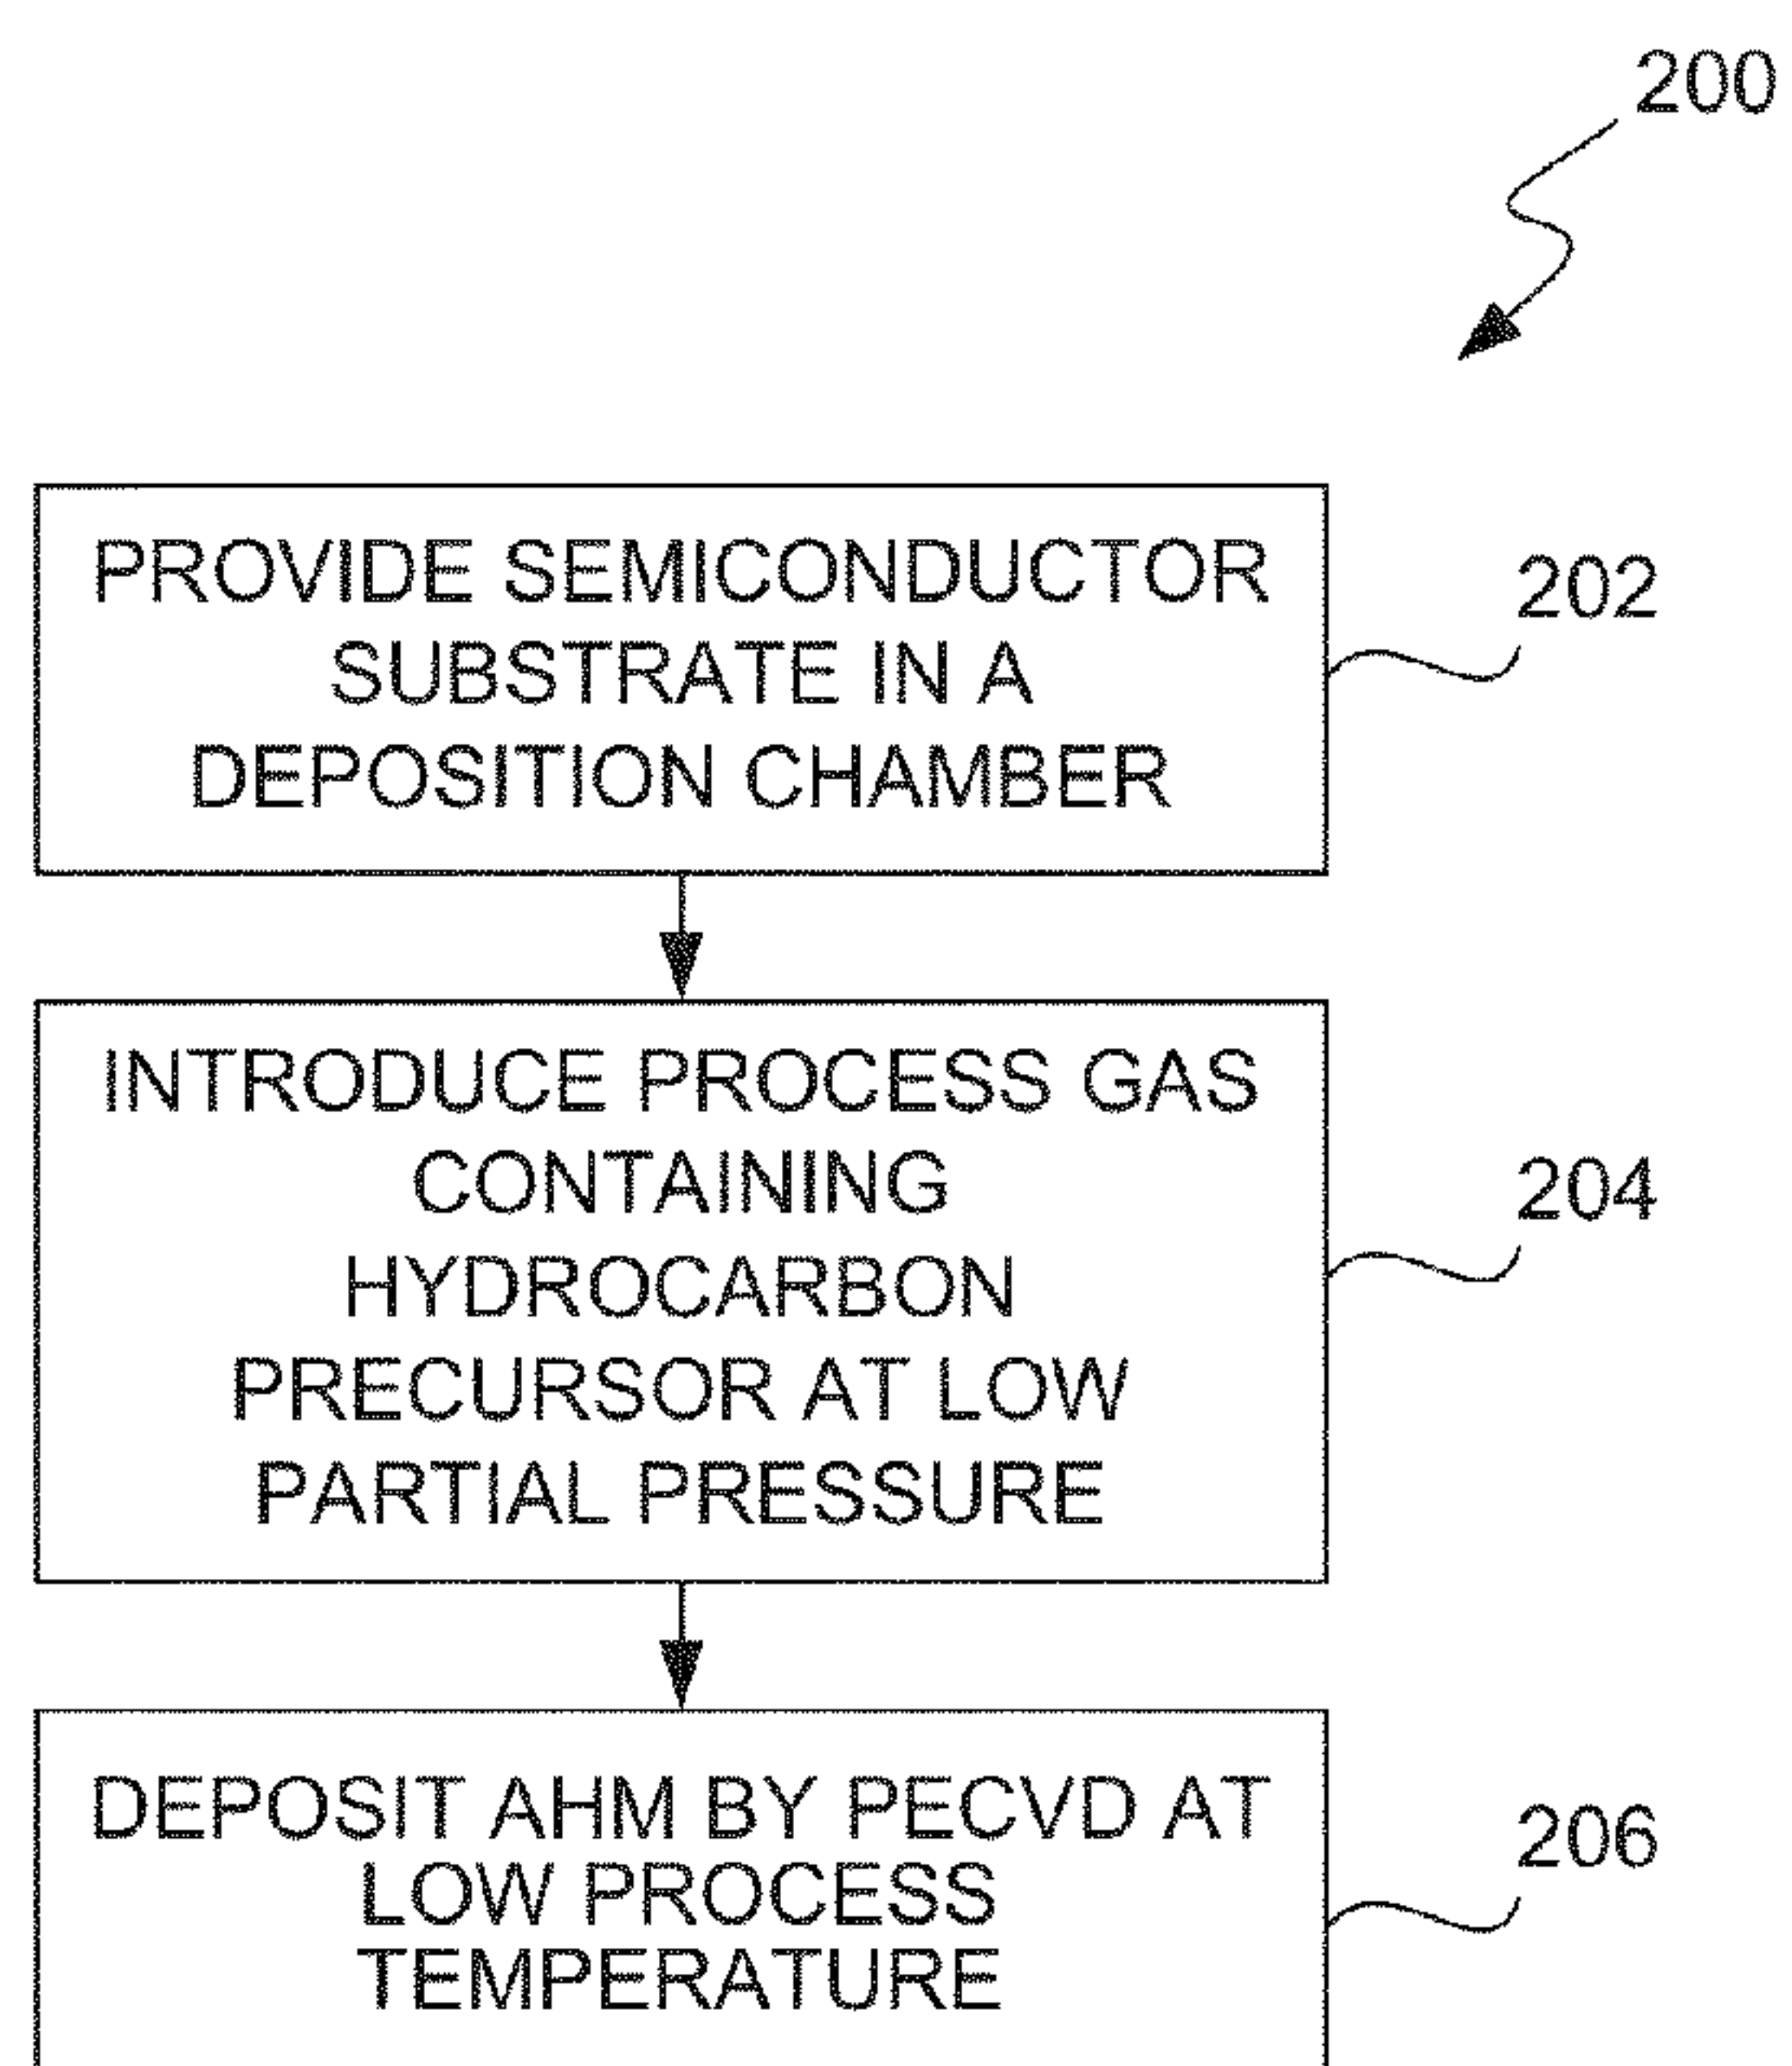 200
PROVIDE SEMICONDUCTOR
SUBSTRATE IN A
DEPOSITION CHAMBER
202
INTRODUCE PROCESS GAS
CONTAINING
HYDROCARBON
PRECURSOR AT LOW
PARTIAL PRESSURE
204
DEPOSIT AHM BY PECVD AT
LOW PROCESS
TEMPERATURE
206